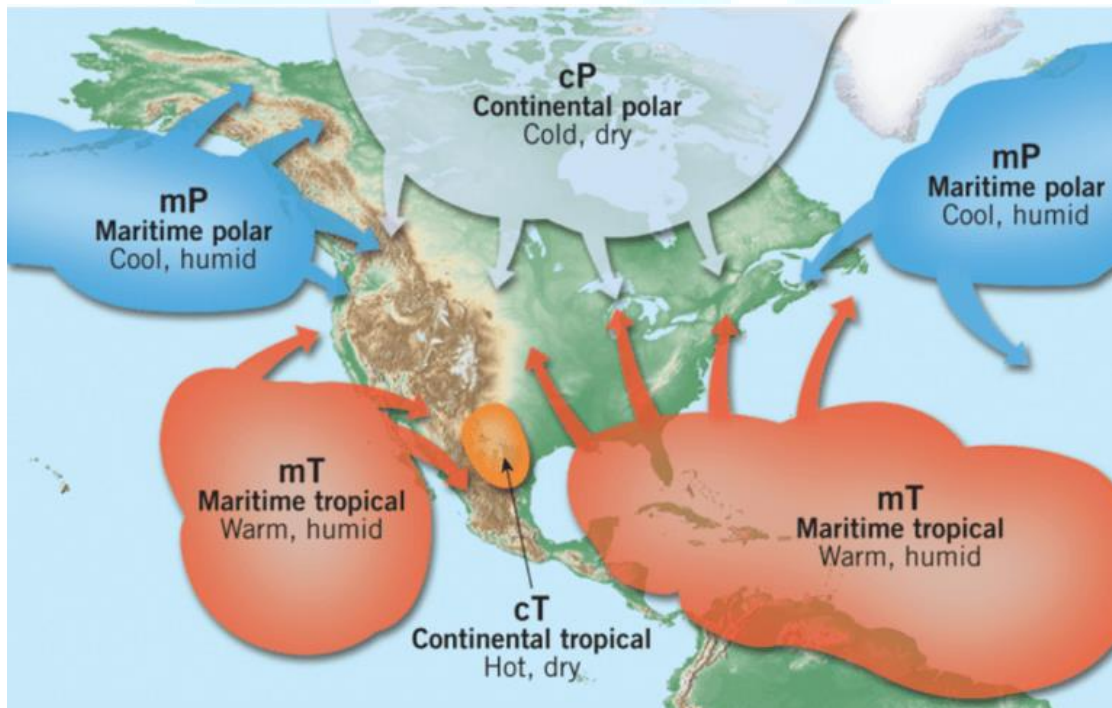 cP
Continental polar
Cold, dry
mP
Maritime polar
Cool, humid
mP
Maritime polar
Cool, humid
mT
Maritime tropical
Warm, humid
mT
Maritime tropical
Warm, humid
cT
Continental tropical
Hot, dry